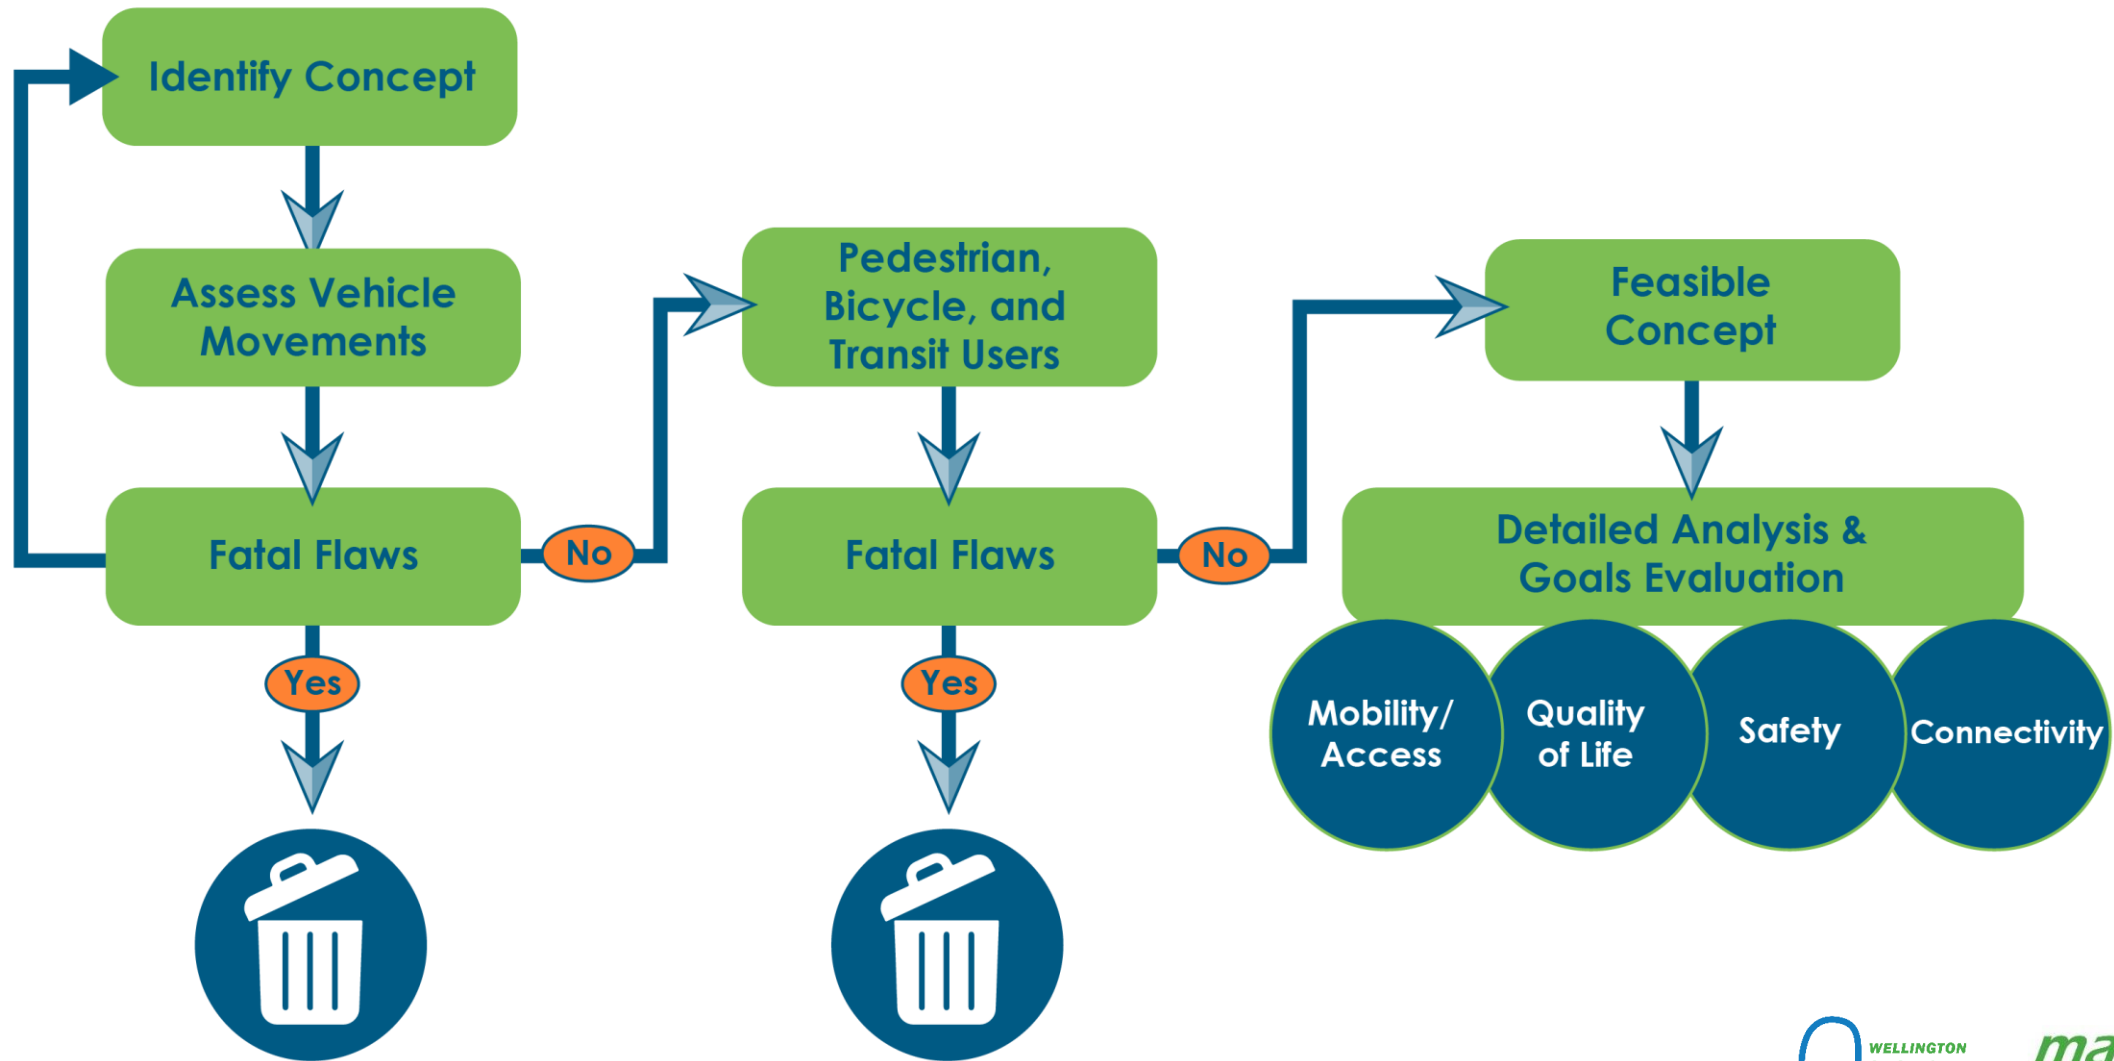 Identify Concept
Assess Vehicle
Movements
Fatal Flaws
No
Yes
Pedestrian,
Bicycle, and
Transit Users
Fatal Flaws
No
Yes
Feasible
Concept
Detailed Analysis &
Goals Evaluation
Mobility/
Access
Quality
of Life
Safety
Connectivity
WELLINGTON